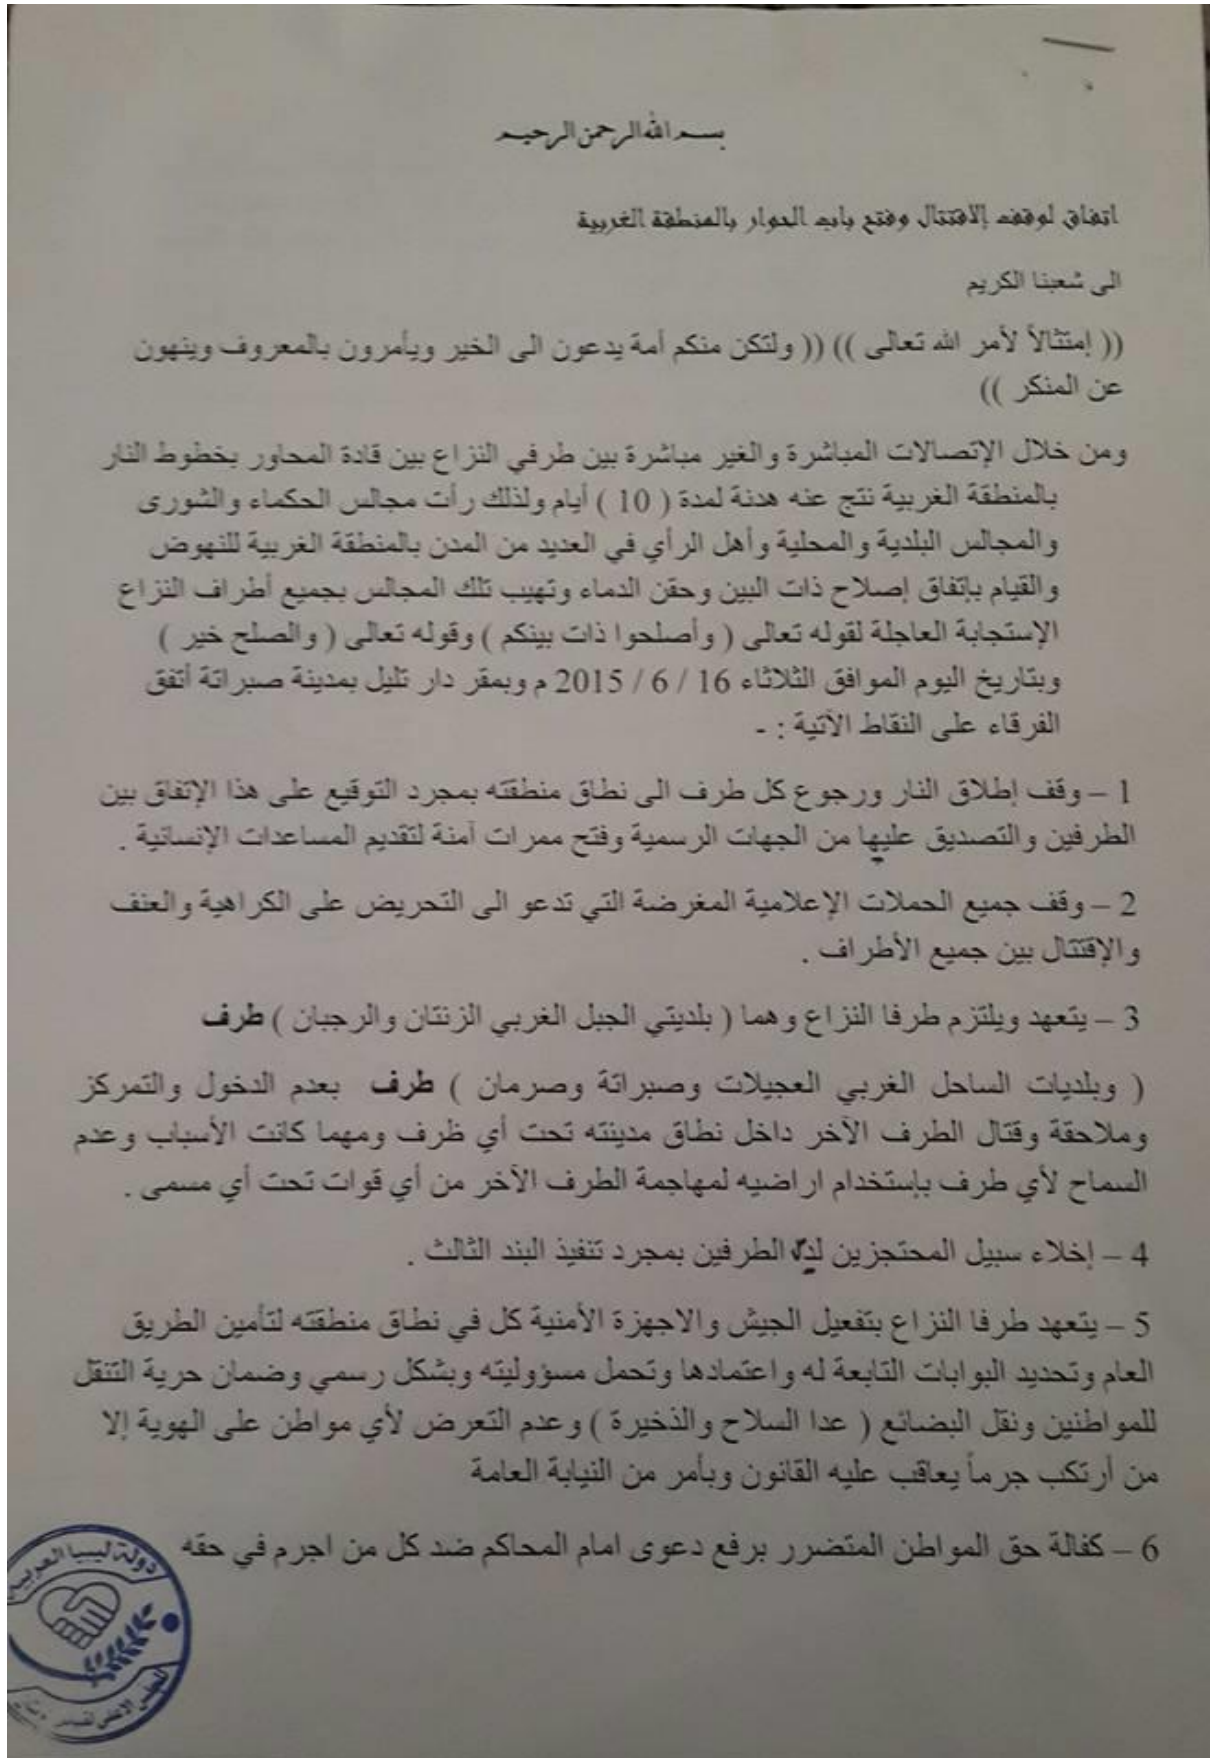 بسم الله الرحمن الرحيم
اتفاق لوقف الاقتتال وفتح باب الحوار بالمنطقة الغربية
الى شعبنا الكريم
(( إمتثالاً لأمر الله تعالى )) (( ولتكن منكم أمة يدعون الى الخير ويأمرون بالمعروف وينهون
عن المنكر ))
ومن خلال الإتصالات المباشرة والغير مباشرة بين طرفي النزاع بين قادة المحاور بخطوط النار
بالمنطقة الغربية نتج عنه هدنة لمدة ( 10 ) أيام ولذلك رأت مجالس الحكماء والشورى
والمجالس البلدية والمحلية وأهل الرأي في العديد من المدن بالمنطقة الغربية للنهوض
والقيام بإتفاق إصلاح ذات البين وحقن الدماء وتهيب تلك المجالس بجميع أطراف النزاع
الإستجابة العاجلة لقوله تعالى ( وأصلحوا ذات بينكم ) وقوله تعالى ( والصلح خير )
وبتاريخ اليوم الموافق الثلاثاء 16 / 6 / 2015 م وبمقر دار تليل بمدينة صبراتة أتفق
الفرقاء على النقاط الآتية : -
1 – وقف إطلاق النار ورجوع كل طرف الى نطاق منطقته بمجرد التوقيع على هذا الإتفاق بين
الطرفين والتصديق عليها من الجهات الرسمية وفتح ممرات آمنة لتقديم المساعدات الإنسانية .
2 – وقف جميع الحملات الإعلامية المغرضة التي تدعو الى التحريض على الكراهية والعنف
والإقتتال بين جميع الأطراف .
3 – يتعهد ويلتزم طرفا النزاع وهما ( بلديتي الجبل الغربي الزنتان والرجبان ) طرف
( وبلديات الساحل الغربي العجيلات وصبراتة وصرمان ) طرف بعدم الدخول والتمركز
وملاحقة وقتال الطرف الآخر داخل نطاق مدينته تحت أي ظرف ومهما كانت الأسباب وعدم
السماح لأي طرف بإستخدام اراضيه لمهاجمة الطرف الآخر من أي قوات تحت أي مسمى .
4 – إخلاء سبيل المحتجزين لدى الطرفين بمجرد تنفيذ البند الثالث .
5 – يتعهد طرفا النزاع بتفعيل الجيش والاجهزة الأمنية كل في نطاق منطقته لتأمين الطريق
العام وتحديد البوابات التابعة له واعتمادها وتحمل مسؤوليته وبشكل رسمي وضمان حرية التنقل
للمواطنين ونقل البضائع ( عدا السلاح والذخيرة ) وعدم التعرض لأي مواطن على الهوية إلا
من أرتكب جرماً يعاقب عليه القانون وبأمر من النيابة العامة
6 – كفالة حق المواطن المتضرر برفع دعوى امام المحاكم ضد كل من اجرم في حقه
دولة ليبيا